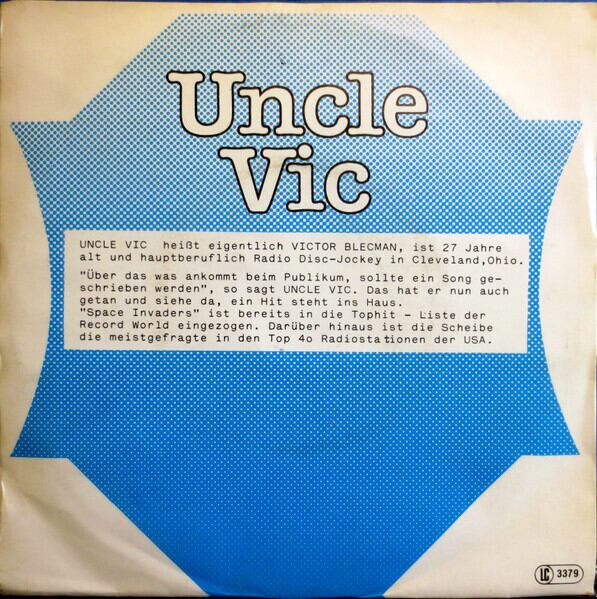 Uncle
Vic
UNCLE VIC heißt eigentlich VICTOR BLECMAN, ist 27 Jahre
alt und hauptberuflich Radio Disc-Jockey in Cleveland,Ohio.
"Über das was ankommt beim Publikum, sollte ein Song ge-
schrieben werden", so sagt UNCLE VIC. Das hat er nun auch
getan und siehe da, ein Hit steht ins Haus.
"Space Invaders" ist bereits in die Tophit - Liste der
Record World eingezogen. Darüber hinaus ist die Scheibe
die meistgefragte in den Top 4o Radiostationen der USA.
LC 3379